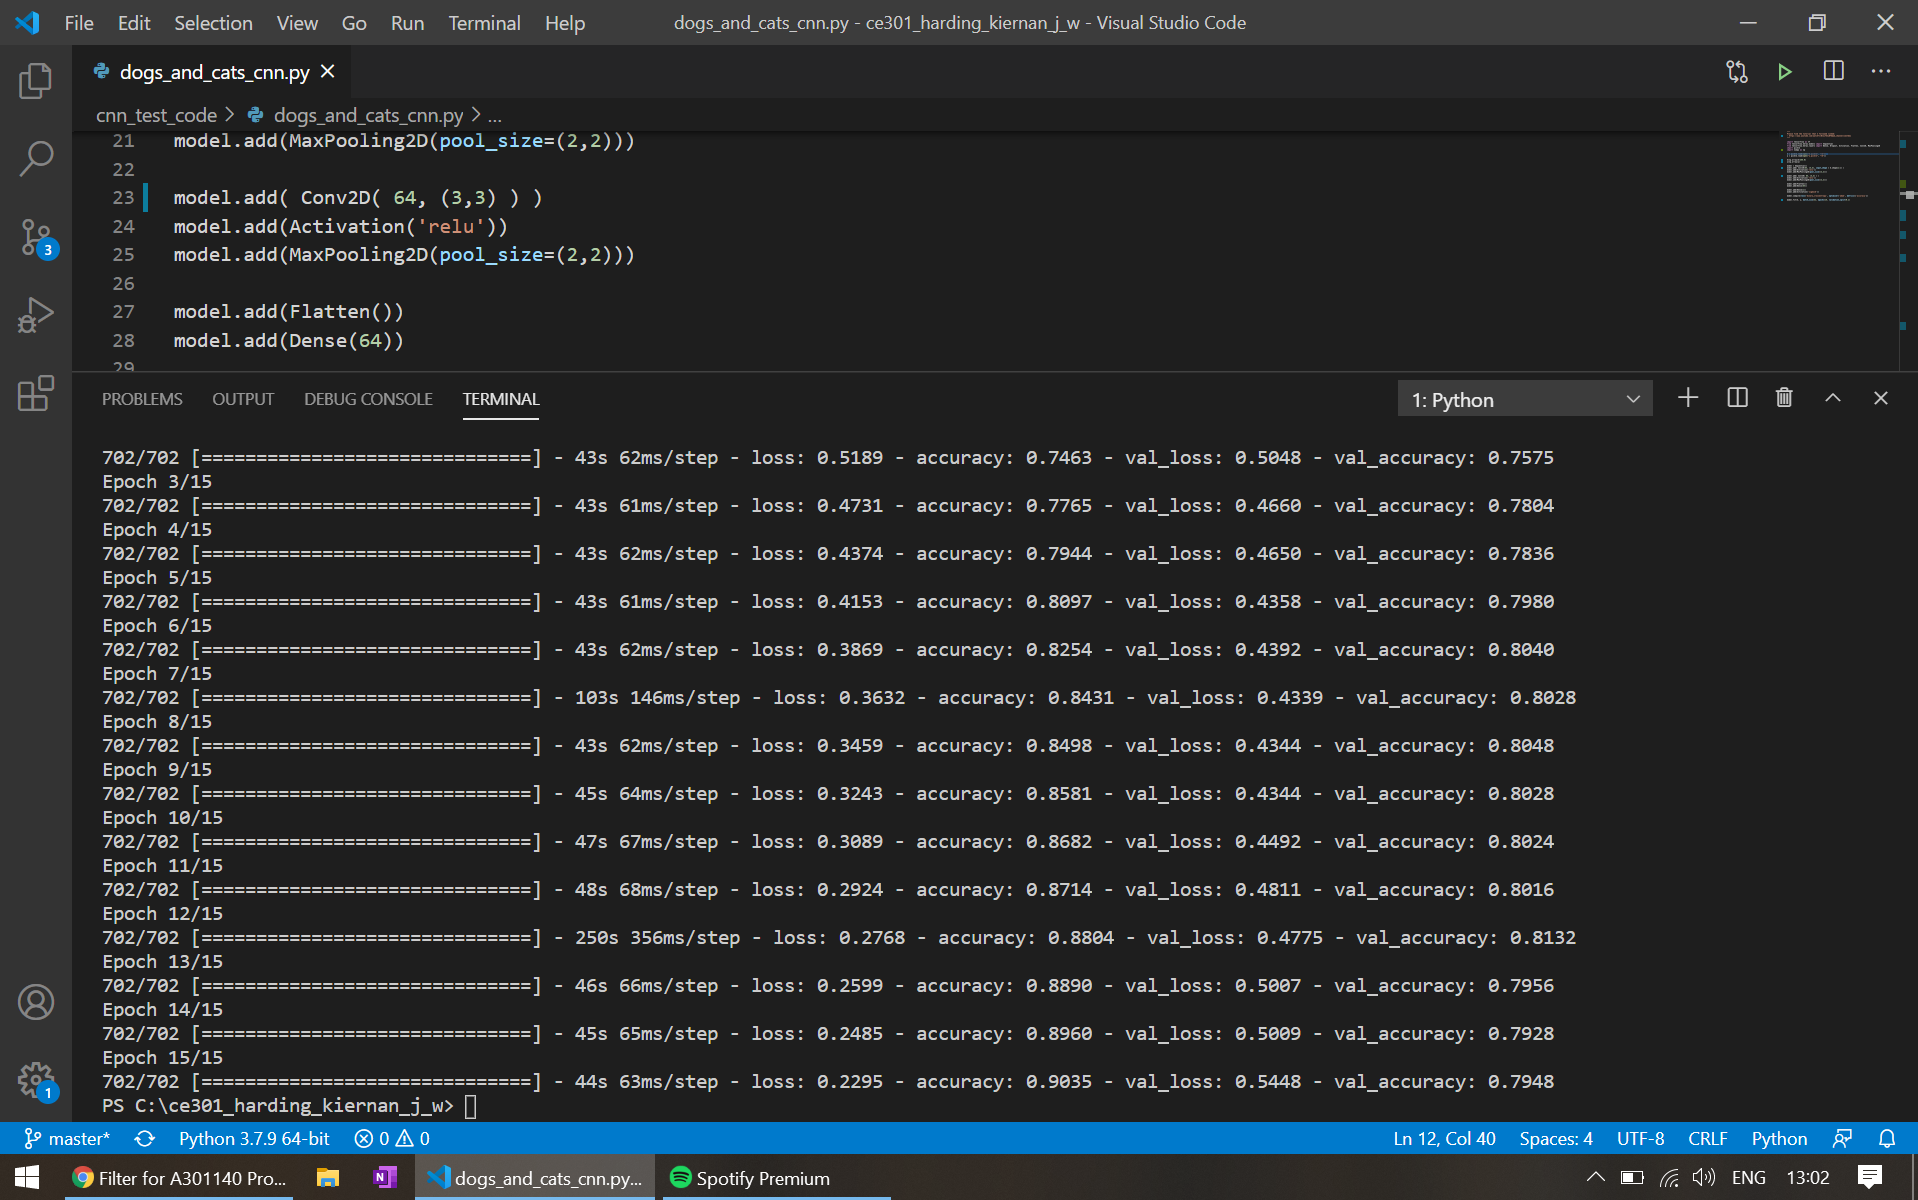 File Edit Selection View Go Run Terminal Help dogs_and_cats_cnn.py - ce301_harding_kiernan_j_w - Visual Studio Code
dogs_and_cats_cnn.py
cnn_test_code > dogs_and_cats_cnn.py > ...
21 model.add(MaxPooling2D(pool_size=(2,2)))
22
23 model.add( Conv2D( 64, (3,3) ) )
24 model.add(Activation('relu'))
25 model.add(MaxPooling2D(pool_size=(2,2)))
26
27 model.add(Flatten())
28 model.add(Dense(64))
29
3
PROBLEMS OUTPUT DEBUG CONSOLE TERMINAL 1: Python
702/702 [==============================] - 43s 62ms/step - loss: 0.5189 - accuracy: 0.7463 - val_loss: 0.5048 - val_accuracy: 0.7575
Epoch 3/15
702/702 [==============================] - 43s 61ms/step - loss: 0.4731 - accuracy: 0.7765 - val_loss: 0.4660 - val_accuracy: 0.7804
Epoch 4/15
702/702 [==============================] - 43s 62ms/step - loss: 0.4374 - accuracy: 0.7944 - val_loss: 0.4650 - val_accuracy: 0.7836
Epoch 5/15
702/702 [==============================] - 43s 61ms/step - loss: 0.4153 - accuracy: 0.8097 - val_loss: 0.4358 - val_accuracy: 0.7980
Epoch 6/15
702/702 [==============================] - 43s 62ms/step - loss: 0.3869 - accuracy: 0.8254 - val_loss: 0.4392 - val_accuracy: 0.8040
Epoch 7/15
702/702 [==============================] - 103s 146ms/step - loss: 0.3632 - accuracy: 0.8431 - val_loss: 0.4339 - val_accuracy: 0.8028
Epoch 8/15
702/702 [==============================] - 43s 62ms/step - loss: 0.3459 - accuracy: 0.8498 - val_loss: 0.4344 - val_accuracy: 0.8048
Epoch 9/15
702/702 [==============================] - 45s 64ms/step - loss: 0.3243 - accuracy: 0.8581 - val_loss: 0.4344 - val_accuracy: 0.8028
Epoch 10/15
702/702 [==============================] - 47s 67ms/step - loss: 0.3089 - accuracy: 0.8682 - val_loss: 0.4492 - val_accuracy: 0.8024
Epoch 11/15
702/702 [==============================] - 48s 68ms/step - loss: 0.2924 - accuracy: 0.8714 - val_loss: 0.4811 - val_accuracy: 0.8016
Epoch 12/15
702/702 [==============================] - 250s 356ms/step - loss: 0.2768 - accuracy: 0.8804 - val_loss: 0.4775 - val_accuracy: 0.8132
Epoch 13/15
702/702 [==============================] - 46s 66ms/step - loss: 0.2599 - accuracy: 0.8890 - val_loss: 0.5007 - val_accuracy: 0.7956
Epoch 14/15
702/702 [==============================] - 45s 65ms/step - loss: 0.2485 - accuracy: 0.8960 - val_loss: 0.5009 - val_accuracy: 0.7928
Epoch 15/15
702/702 [==============================] - 44s 63ms/step - loss: 0.2295 - accuracy: 0.9035 - val_loss: 0.5448 - val_accuracy: 0.7948
PS C:\ce301_harding_kiernan_j_w>
1
master* Python 3.7.9 64-bit 0 0 Ln 12, Col 40 Spaces: 4 UTF-8 CRLF Python
Filter for A301140 Pro... N dogs_and_cats_cnn.py... Spotify Premium ENG 13:02